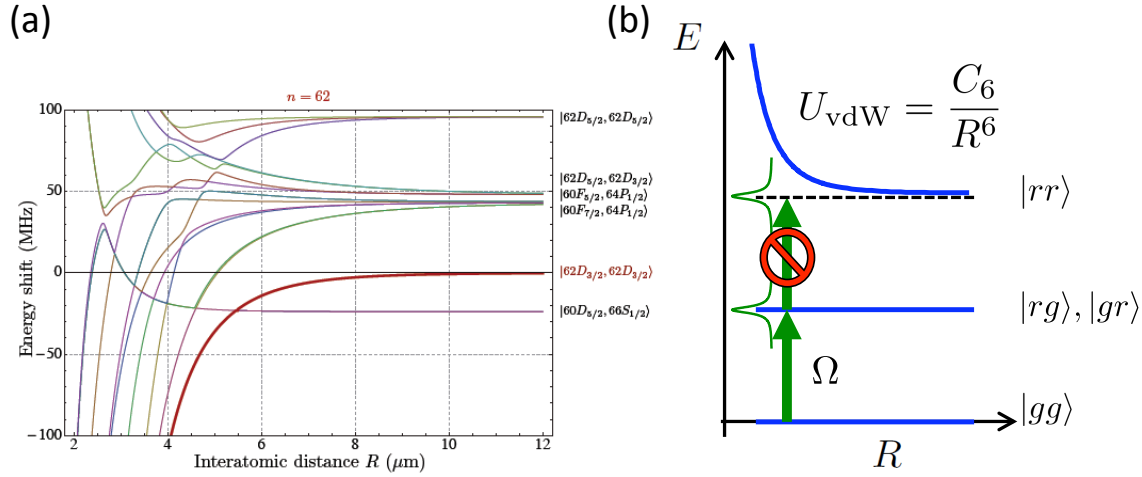 (a)
n = 62
Energy shift (MHz)
100
50
0
−50
−100
2
4
6
8
10
12
Interatomic distance R (μm)
|62D5/2, 62D5/2⟩
|62D5/2, 62D3/2⟩
|60F5/2, 64P1/2⟩
|60F7/2, 64P1/2⟩
|62D3/2, 62D3/2⟩
|60D5/2, 66S1/2⟩
(b)
E
UvdW = C6/R^6
|rr⟩
|rg⟩, |gr⟩
Ω
|gg⟩
R